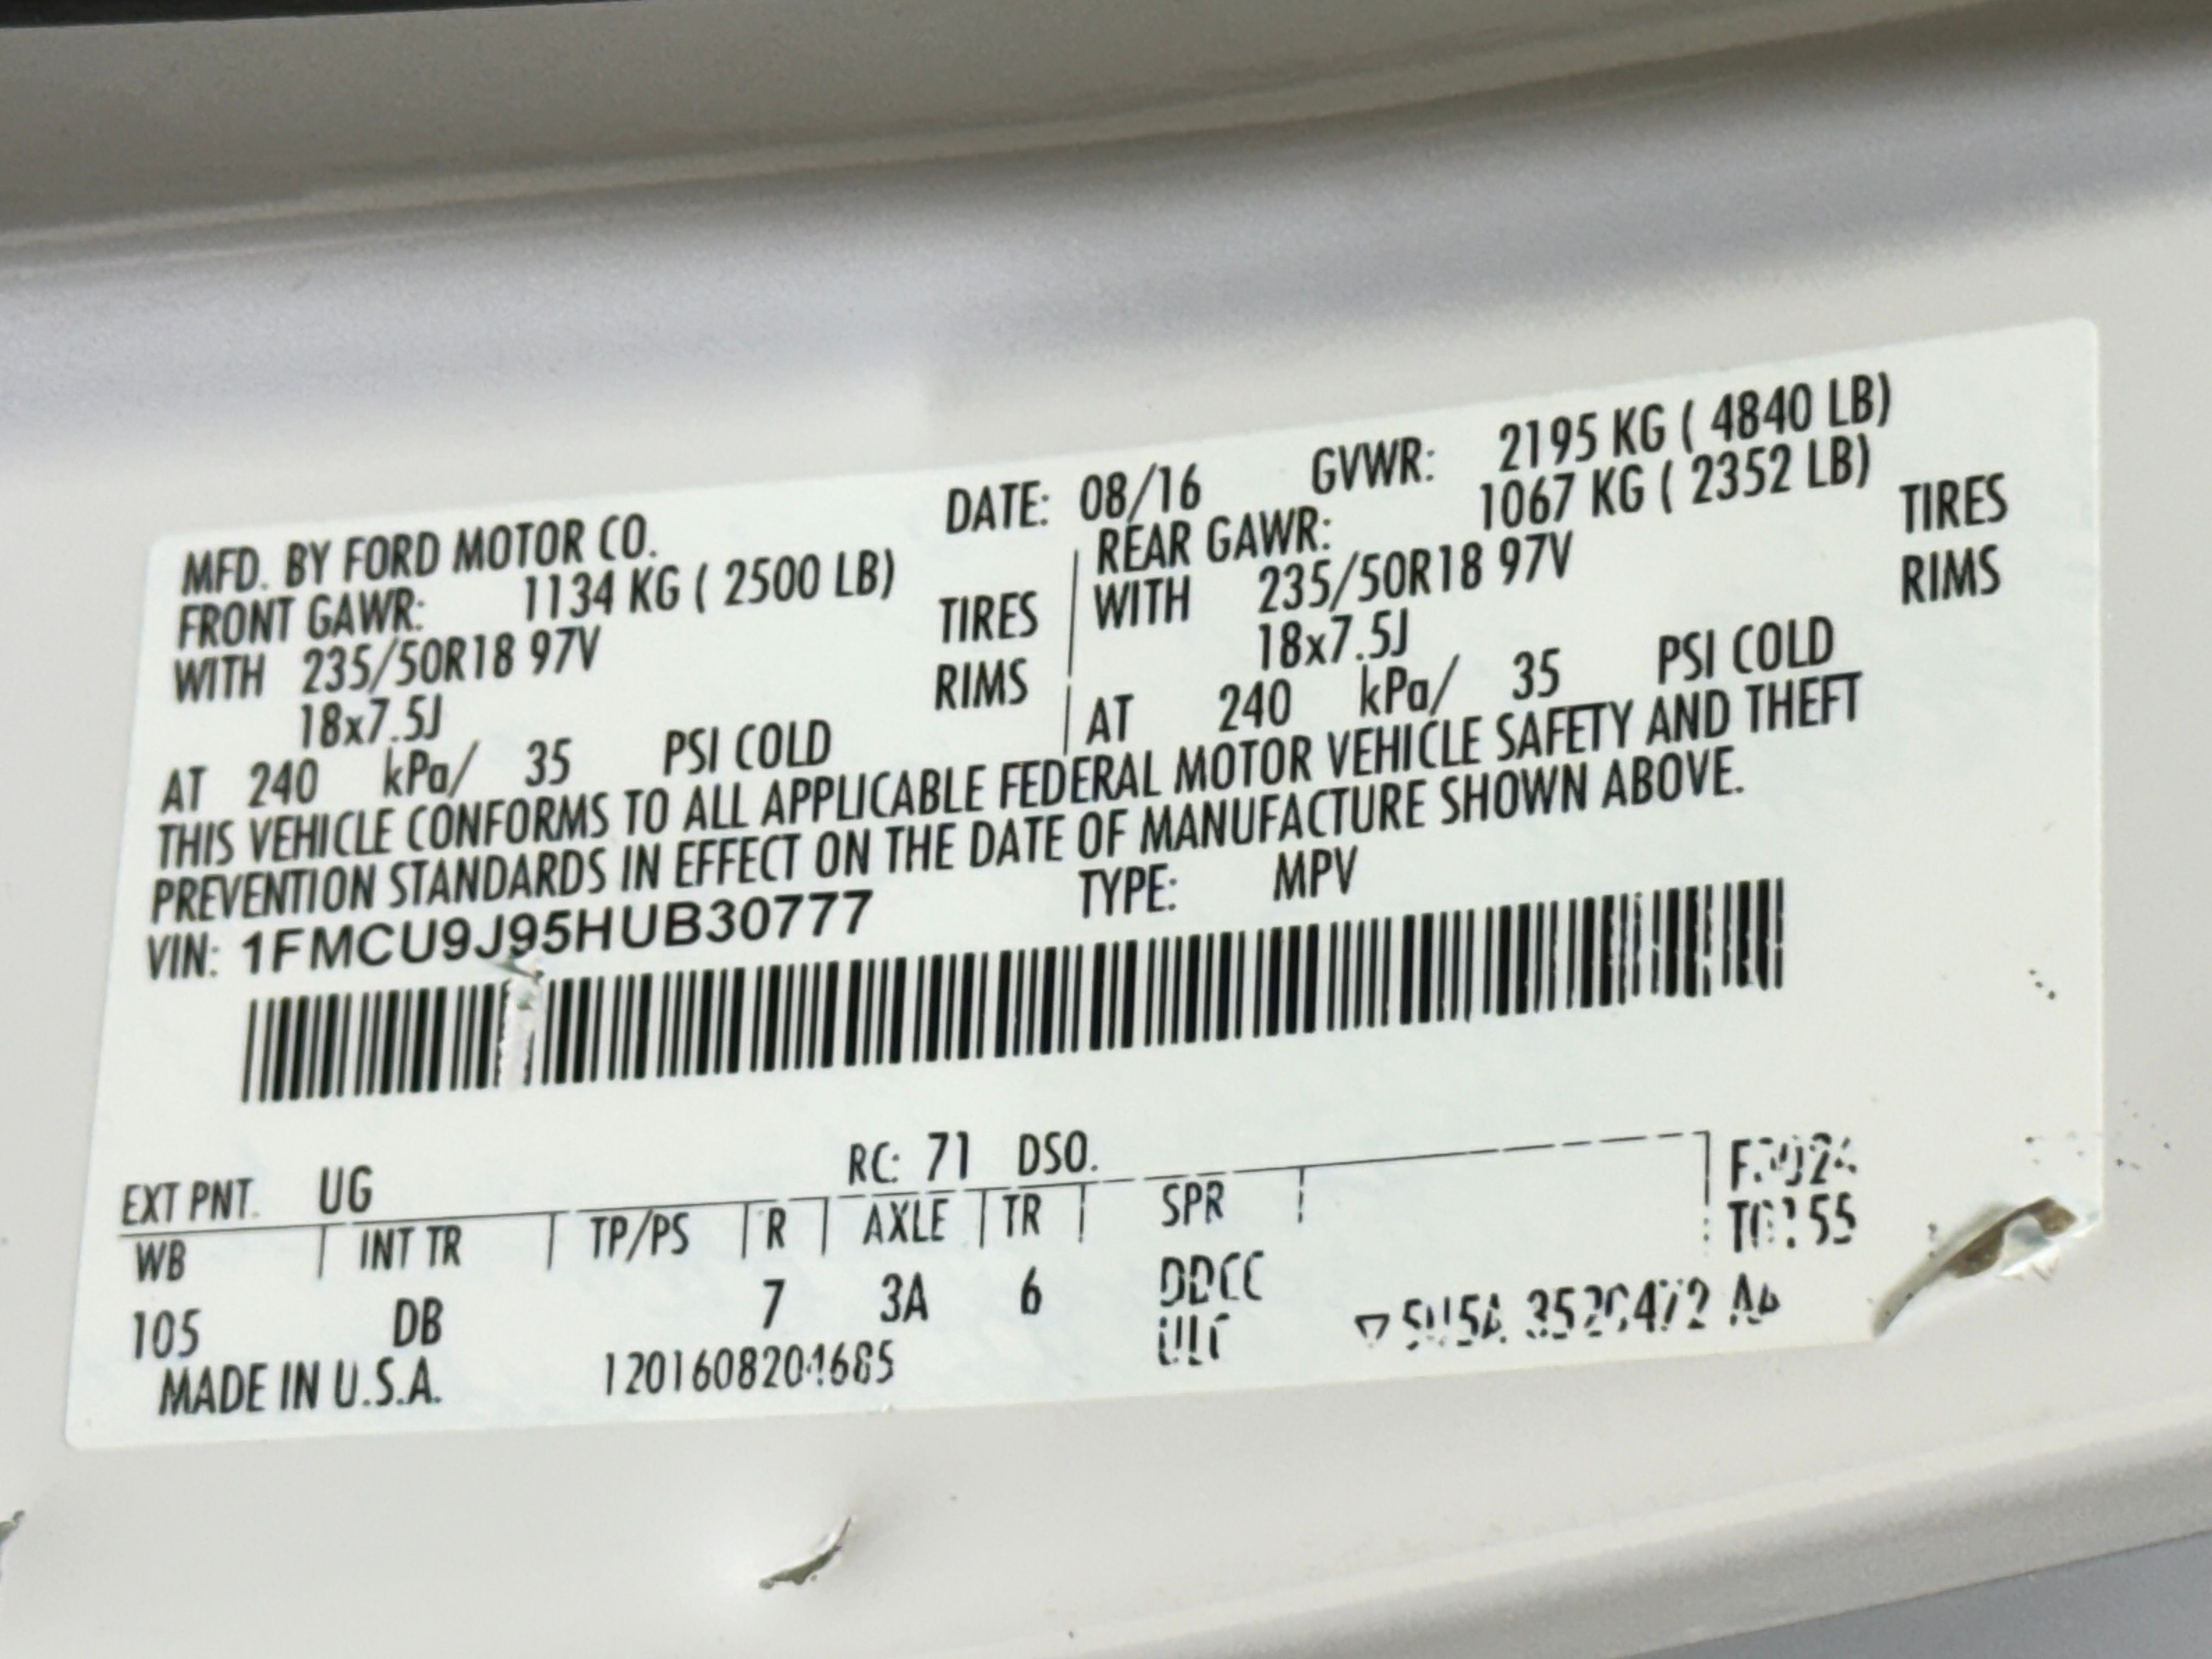 MFD. BY FORD MOTOR CO. DATE: 08/16 GVWR: 2195 KG ( 4840 LB)
FRONT GAWR: 1134 KG ( 2500 LB) REAR GAWR: 1067 KG ( 2352 LB)
WITH 235/50R18 97V TIRES WITH 235/50R18 97V TIRES
18x7.5J RIMS 18x7.5J RIMS
AT 240 kPa/ 35 PSI COLD AT 240 kPa/ 35 PSI COLD
THIS VEHICLE CONFORMS TO ALL APPLICABLE FEDERAL MOTOR VEHICLE SAFETY AND THEFT
PREVENTION STANDARDS IN EFFECT ON THE DATE OF MANUFACTURE SHOWN ABOVE.
VIN: 1FMCU9J95HUB30777 TYPE: MPV
EXT PNT. UG RC: 71 DSO.
WB INT TR TP/PS R AXLE TR SPR
105 DB 7 3A 6 DDCC
MADE IN U.S.A.